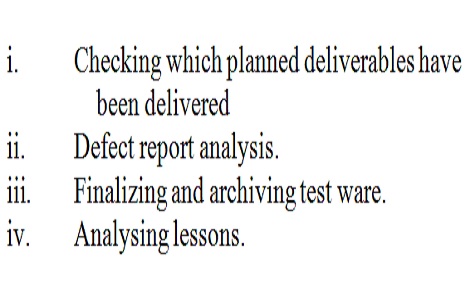 i. Checking which planned deliverables have
been delivered
ii. Defect report analysis.
iii. Finalizing and archiving test ware.
iv. Analysing lessons.